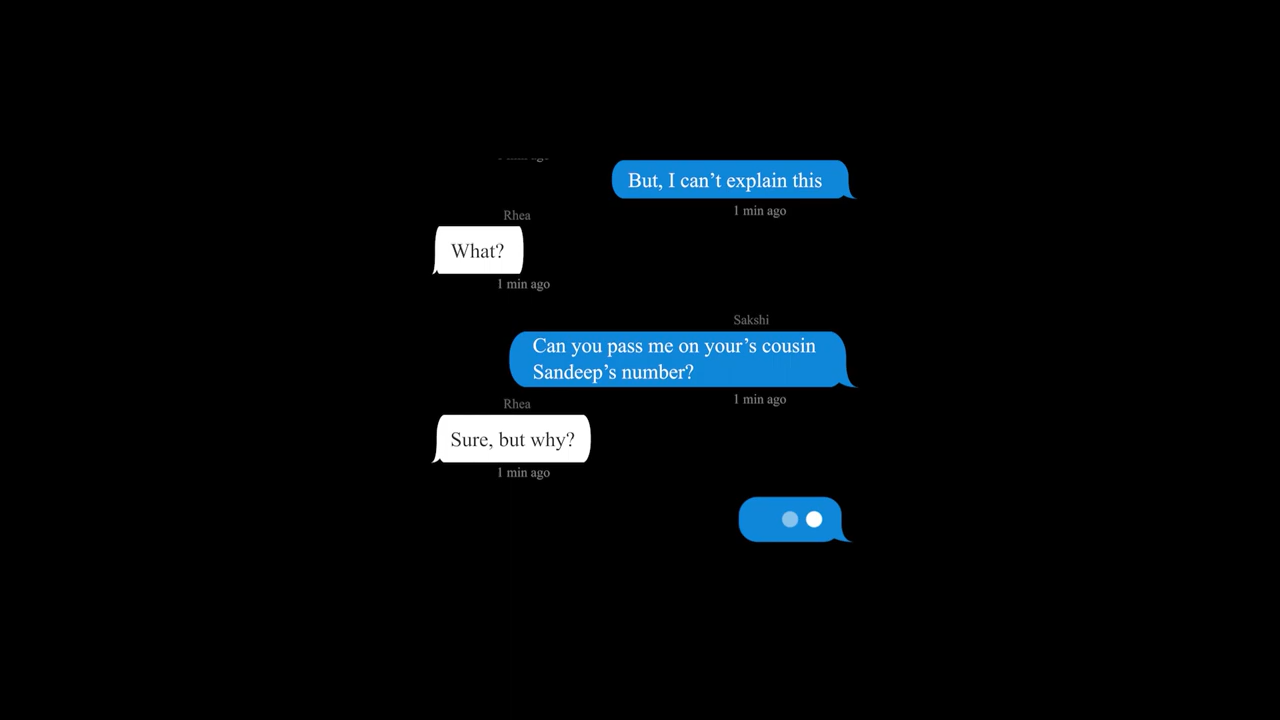 But, I can’t explain this
1 min ago
Rhea
What?
1 min ago
Sakshi
Can you pass me on your’s cousin
Sandeep’s number?
1 min ago
Rhea
Sure, but why?
1 min ago